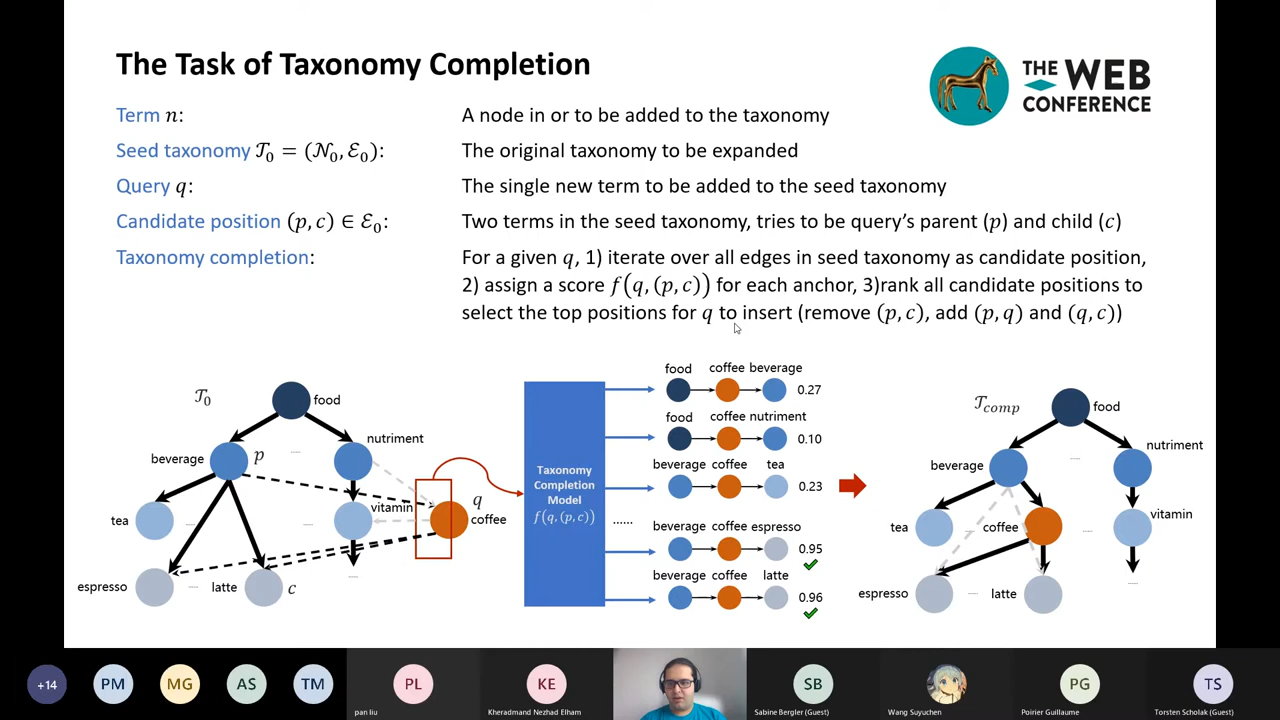 The Task of Taxonomy Completion
THE WEB
CONFERENCE
Term n:
A node in or to be added to the taxonomy
Seed taxonomy 𝒯₀ = (𝒩₀, ℰ₀):
The original taxonomy to be expanded
Query q:
The single new term to be added to the seed taxonomy
Candidate position (p, c) ∈ ℰ₀:
Two terms in the seed taxonomy, tries to be query's parent (p) and child (c)
Taxonomy completion:
For a given q, 1) iterate over all edges in seed taxonomy as candidate position,
2) assign a score f(q, (p, c)) for each anchor, 3)rank all candidate positions to
select the top positions for q to insert (remove (p, c), add (p, q) and (q, c))
𝒯₀
food
beverage
p
nutriment
tea
vitamin
q
coffee
espresso
latte
c
Taxonomy
Completion
Model
f(q, (p, c))
food coffee beverage
0.27
food coffee nutriment
0.10
beverage coffee tea
0.23
......
beverage coffee espresso
0.95
beverage coffee latte
0.96
𝒯comp
food
beverage
nutriment
tea
coffee
vitamin
espresso
latte
+14
PM
MG
AS
TM
PL
pan liu
KE
Kheradmand Nezhad Elham
SB
Sabine Bergler (Guest)
Wang Suyuchen
PG
Poirier Guillaume
TS
Torsten Scholak (Guest)